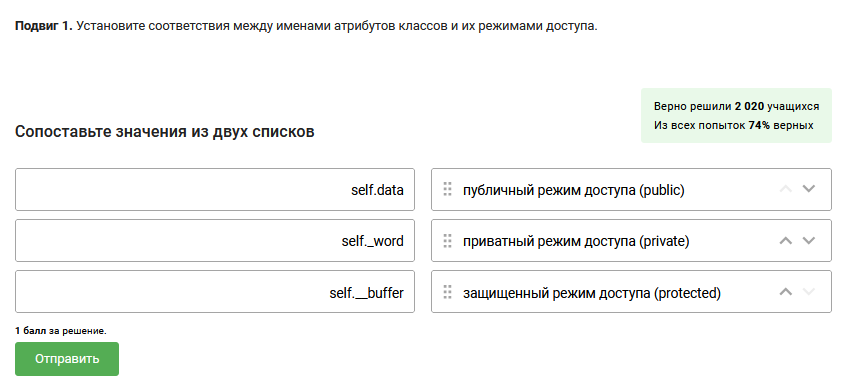 Подвиг 1. Установите соответствия между именами атрибутов классов и их режимами доступа.
Верно решили 2 020 учащихся
Из всех попыток 74% верных
Сопоставьте значения из двух списков
self.data
публичный режим доступа (public)
self._word
приватный режим доступа (private)
self.__buffer
защищенный режим доступа (protected)
1 балл за решение.
Отправить